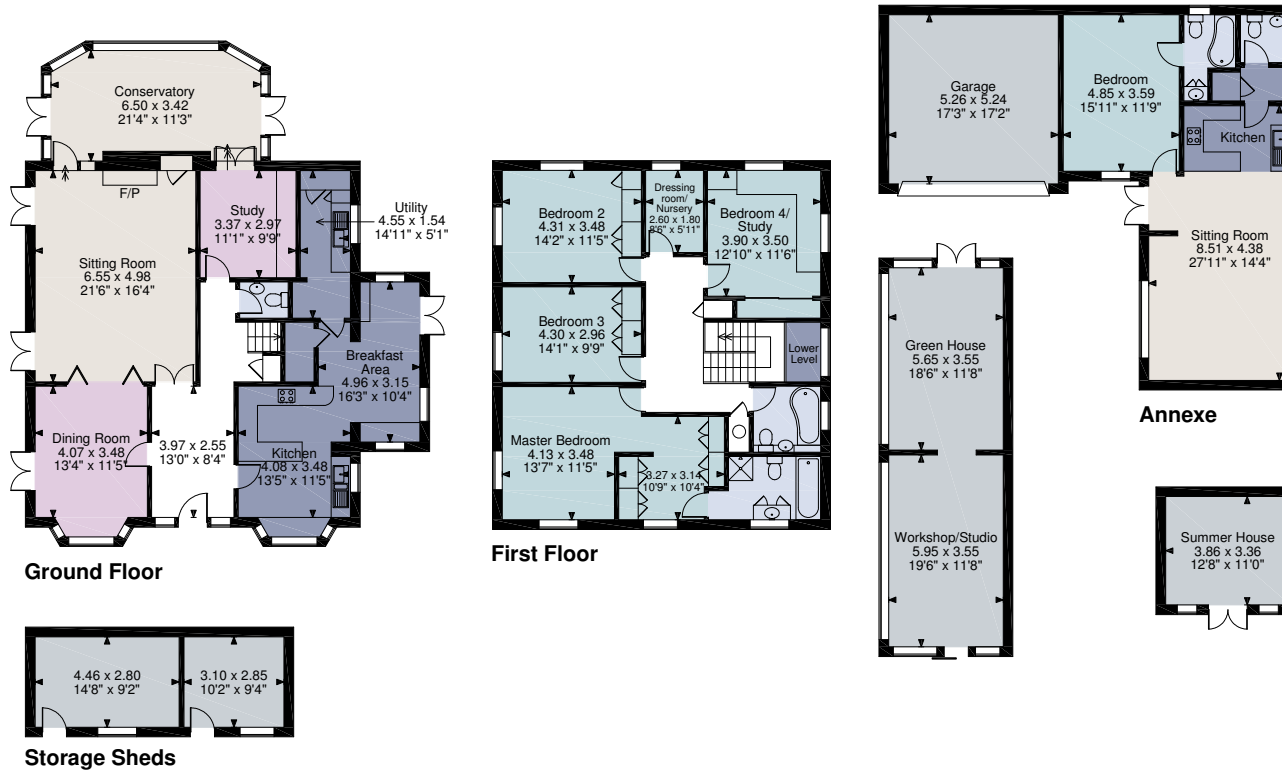 Conservatory
6.50 x 3.42
21'4" x 11'3"
F/P
Study
3.37 x 2.97
11'1" x 9'9"
Utility
4.55 x 1.54
14'11" x 5'1"
Sitting Room
6.55 x 4.98
21'6" x 16'4"
Breakfast
Area
4.96 x 3.15
16'3" x 10'4"
Dining Room
4.07 x 3.48
13'4" x 11'5"
3.97 x 2.55
13'0" x 8'4"
Kitchen
4.08 x 3.48
13'5" x 11'5"
Ground Floor
4.46 x 2.80
14'8" x 9'2"
3.10 x 2.85
10'2" x 9'4"
Storage Sheds
Bedroom 2
4.31 x 3.48
14'2" x 11'5"
Dressing
room/
Nursery
2.60 x 1.80
8'6" x 5'11"
Bedroom 4/
Study
3.90 x 3.50
12'10" x 11'6"
Bedroom 3
4.30 x 2.96
14'1" x 9'9"
Lower
Level
Master Bedroom
4.13 x 3.48
13'7" x 11'5"
3.27 x 3.14
10'9" x 10'4"
First Floor
Garage
5.26 x 5.24
17'3" x 17'2"
Bedroom
4.85 x 3.59
15'11" x 11'9"
Kitchen
Sitting Room
8.51 x 4.38
27'11" x 14'4"
Annexe
Green House
5.65 x 3.55
18'6" x 11'8"
Workshop/Studio
5.95 x 3.55
19'6" x 11'8"
Summer House
3.86 x 3.36
12'8" x 11'0"